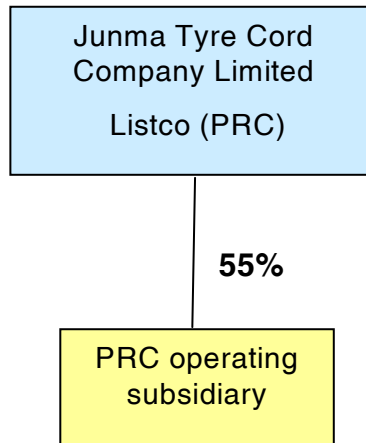 Junma Tyre Cord
Company Limited
Listco (PRC)
55%
PRC operating
subsidiary